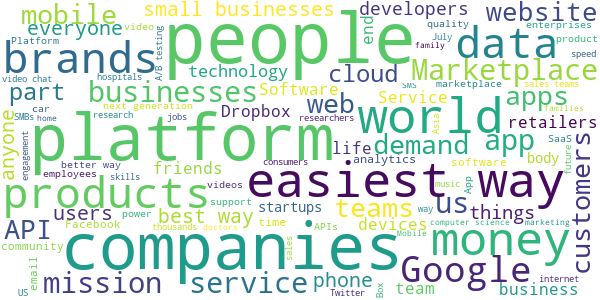 small businesses
developers
website
mobile
everyone
video
people
end
quality
July
enterprises
product
Platform
brands
A/B testing
data
speed
family
technology
cloud
Marketplace
video chat
hospitals
part
businesses
Software
SMS
marketplace
sales teams
next generation
Dropbox
web
Service
apps
families
SMBs
car
home
research
jobs
researchers
platform
world
Asia
retailers
anyone
engagement
life
demand
app
SaaS
future
better way
friends
consumers
analytics
software
body
employees
skills
videos
easiest way
App
music
products
support
customers
users
power
best way
startups
teams
us
way
things
API
Facebook
time
devices
computer science
marketing
community
thousands
doctors
APIs
Mobile
money
companies
email
sales
Google
internet
mission
service
phone
team
Box
business
US
Twitter